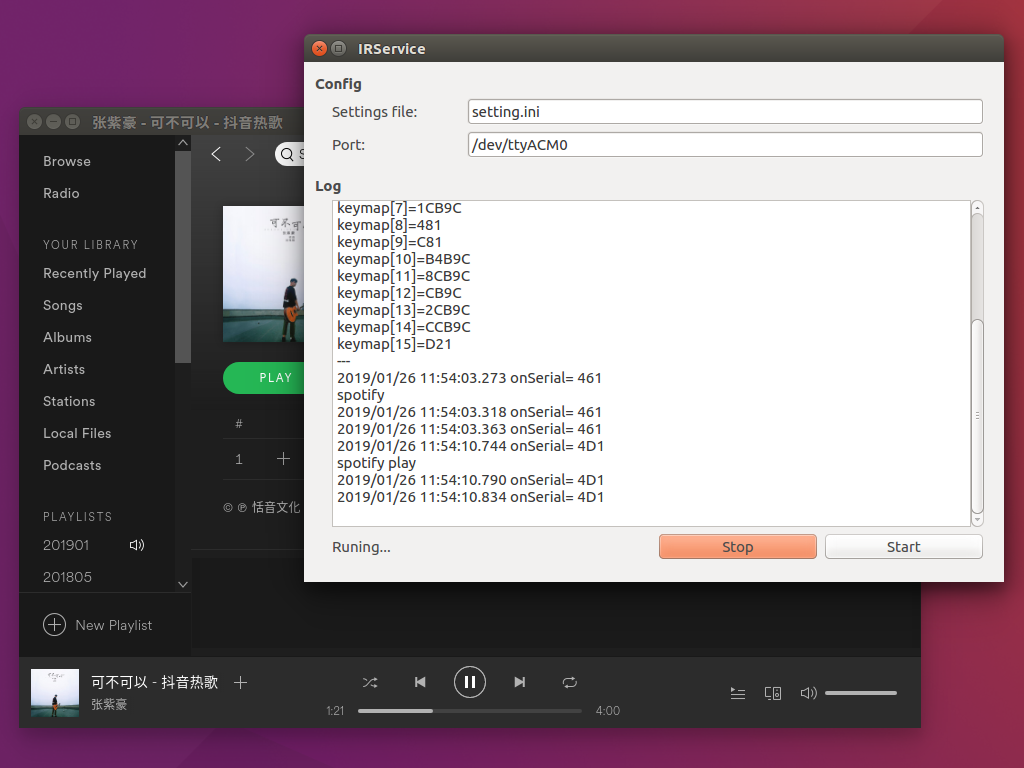 IRService
Config
Settings file:
setting.ini
Port:
/dev/ttyACM0
Log
keymap[7]=1CB9C
keymap[8]=481
keymap[9]=C81
keymap[10]=B4B9C
keymap[11]=8CB9C
keymap[12]=CB9C
keymap[13]=2CB9C
keymap[14]=CCB9C
keymap[15]=D21
---
2019/01/26 11:54:03.273 onSerial= 461
spotify
2019/01/26 11:54:03.318 onSerial= 461
2019/01/26 11:54:03.363 onSerial= 461
2019/01/26 11:54:10.744 onSerial= 4D1
spotify play
2019/01/26 11:54:10.790 onSerial= 4D1
2019/01/26 11:54:10.834 onSerial= 4D1
Runing...
Stop
Start
张紫豪 - 可不可以 - 抖音热歌
Browse
Radio
YOUR LIBRARY
Recently Played
Songs
Albums
Artists
Stations
Local Files
Podcasts
PLAYLISTS
201901
201805
New Playlist
PLAY
#
1
© ℗ 恬音文化
可不可以 - 抖音热歌
张紫豪
1:21
4:00